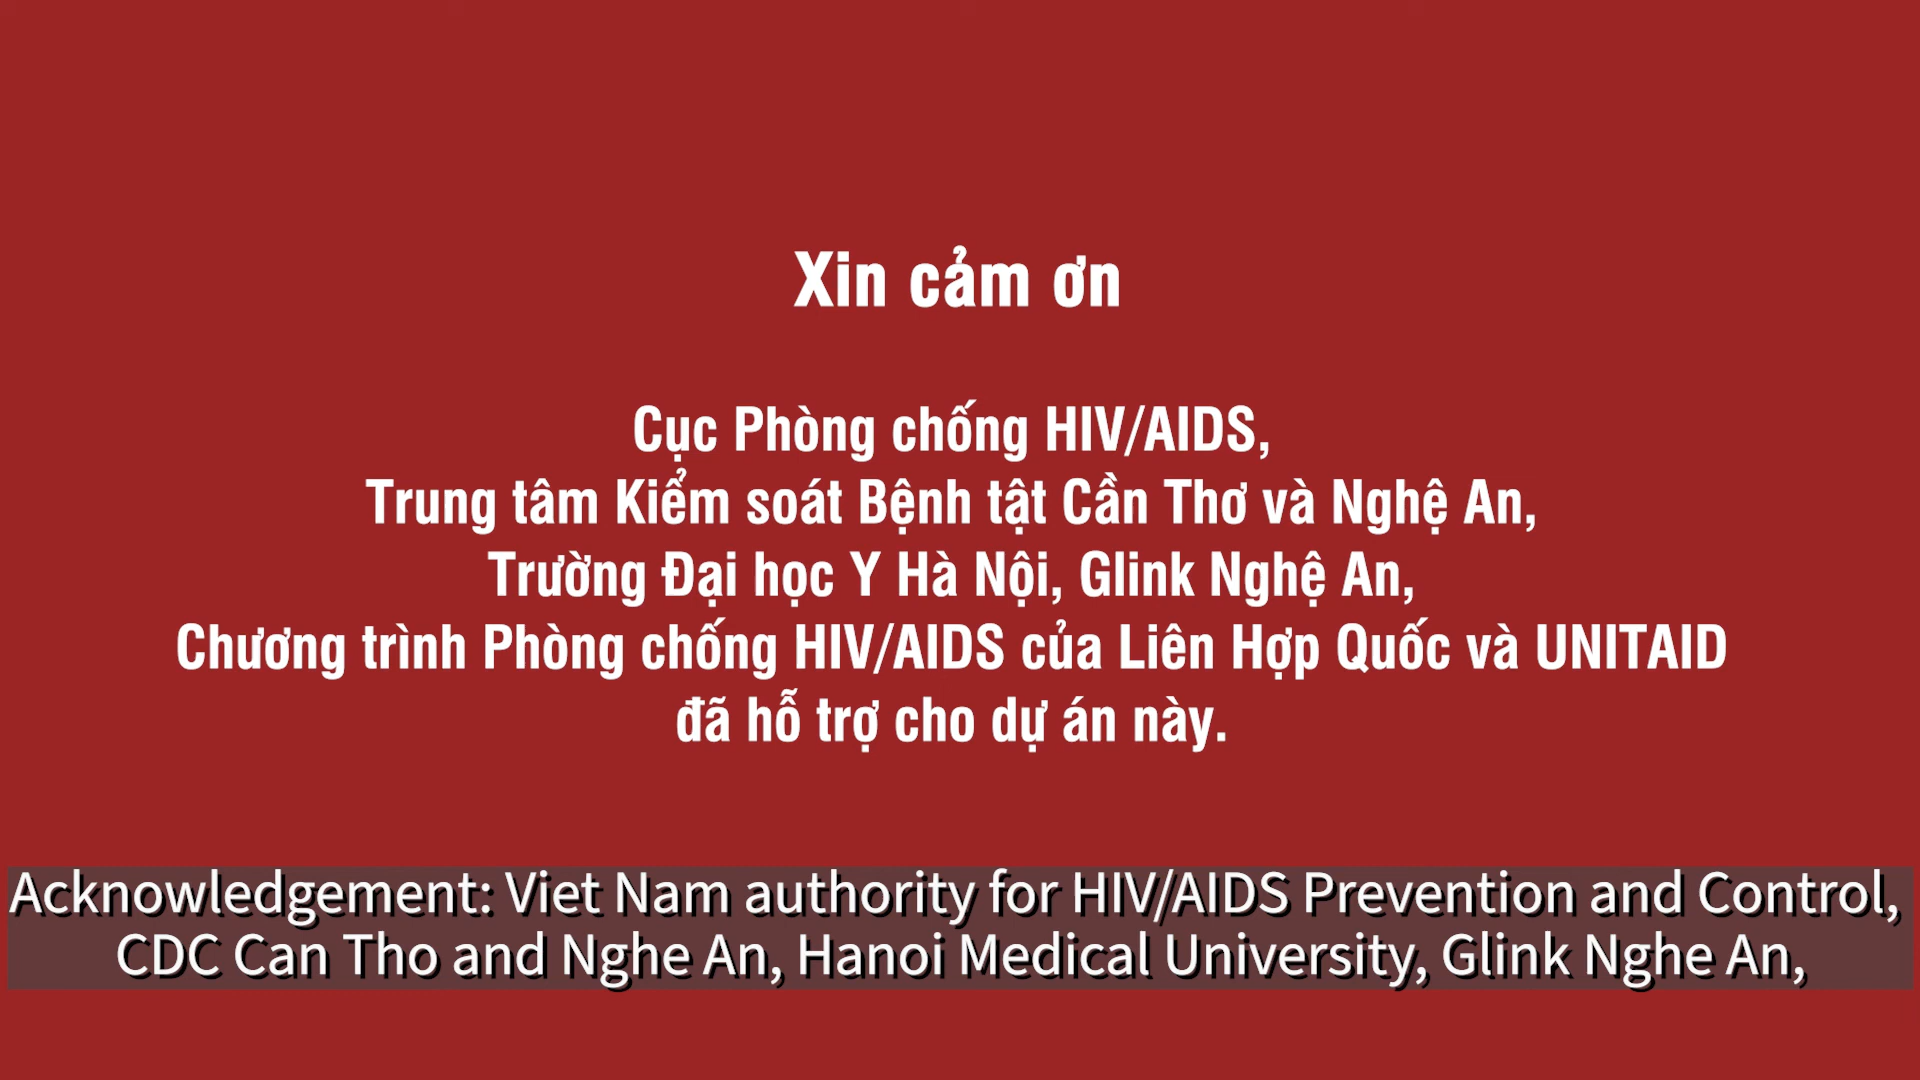 Xin cảm ơn
Cục Phòng chống HIV/AIDS,
Trung tâm Kiểm soát Bệnh tật Cần Thơ và Nghệ An,
Trường Đại học Y Hà Nội, Glink Nghệ An,
Chương trình Phòng chống HIV/AIDS của Liên Hợp Quốc và UNITAID
đã hỗ trợ cho dự án này.
Acknowledgement: Viet Nam authority for HIV/AIDS Prevention and Control,
CDC Can Tho and Nghe An, Hanoi Medical University, Glink Nghe An,